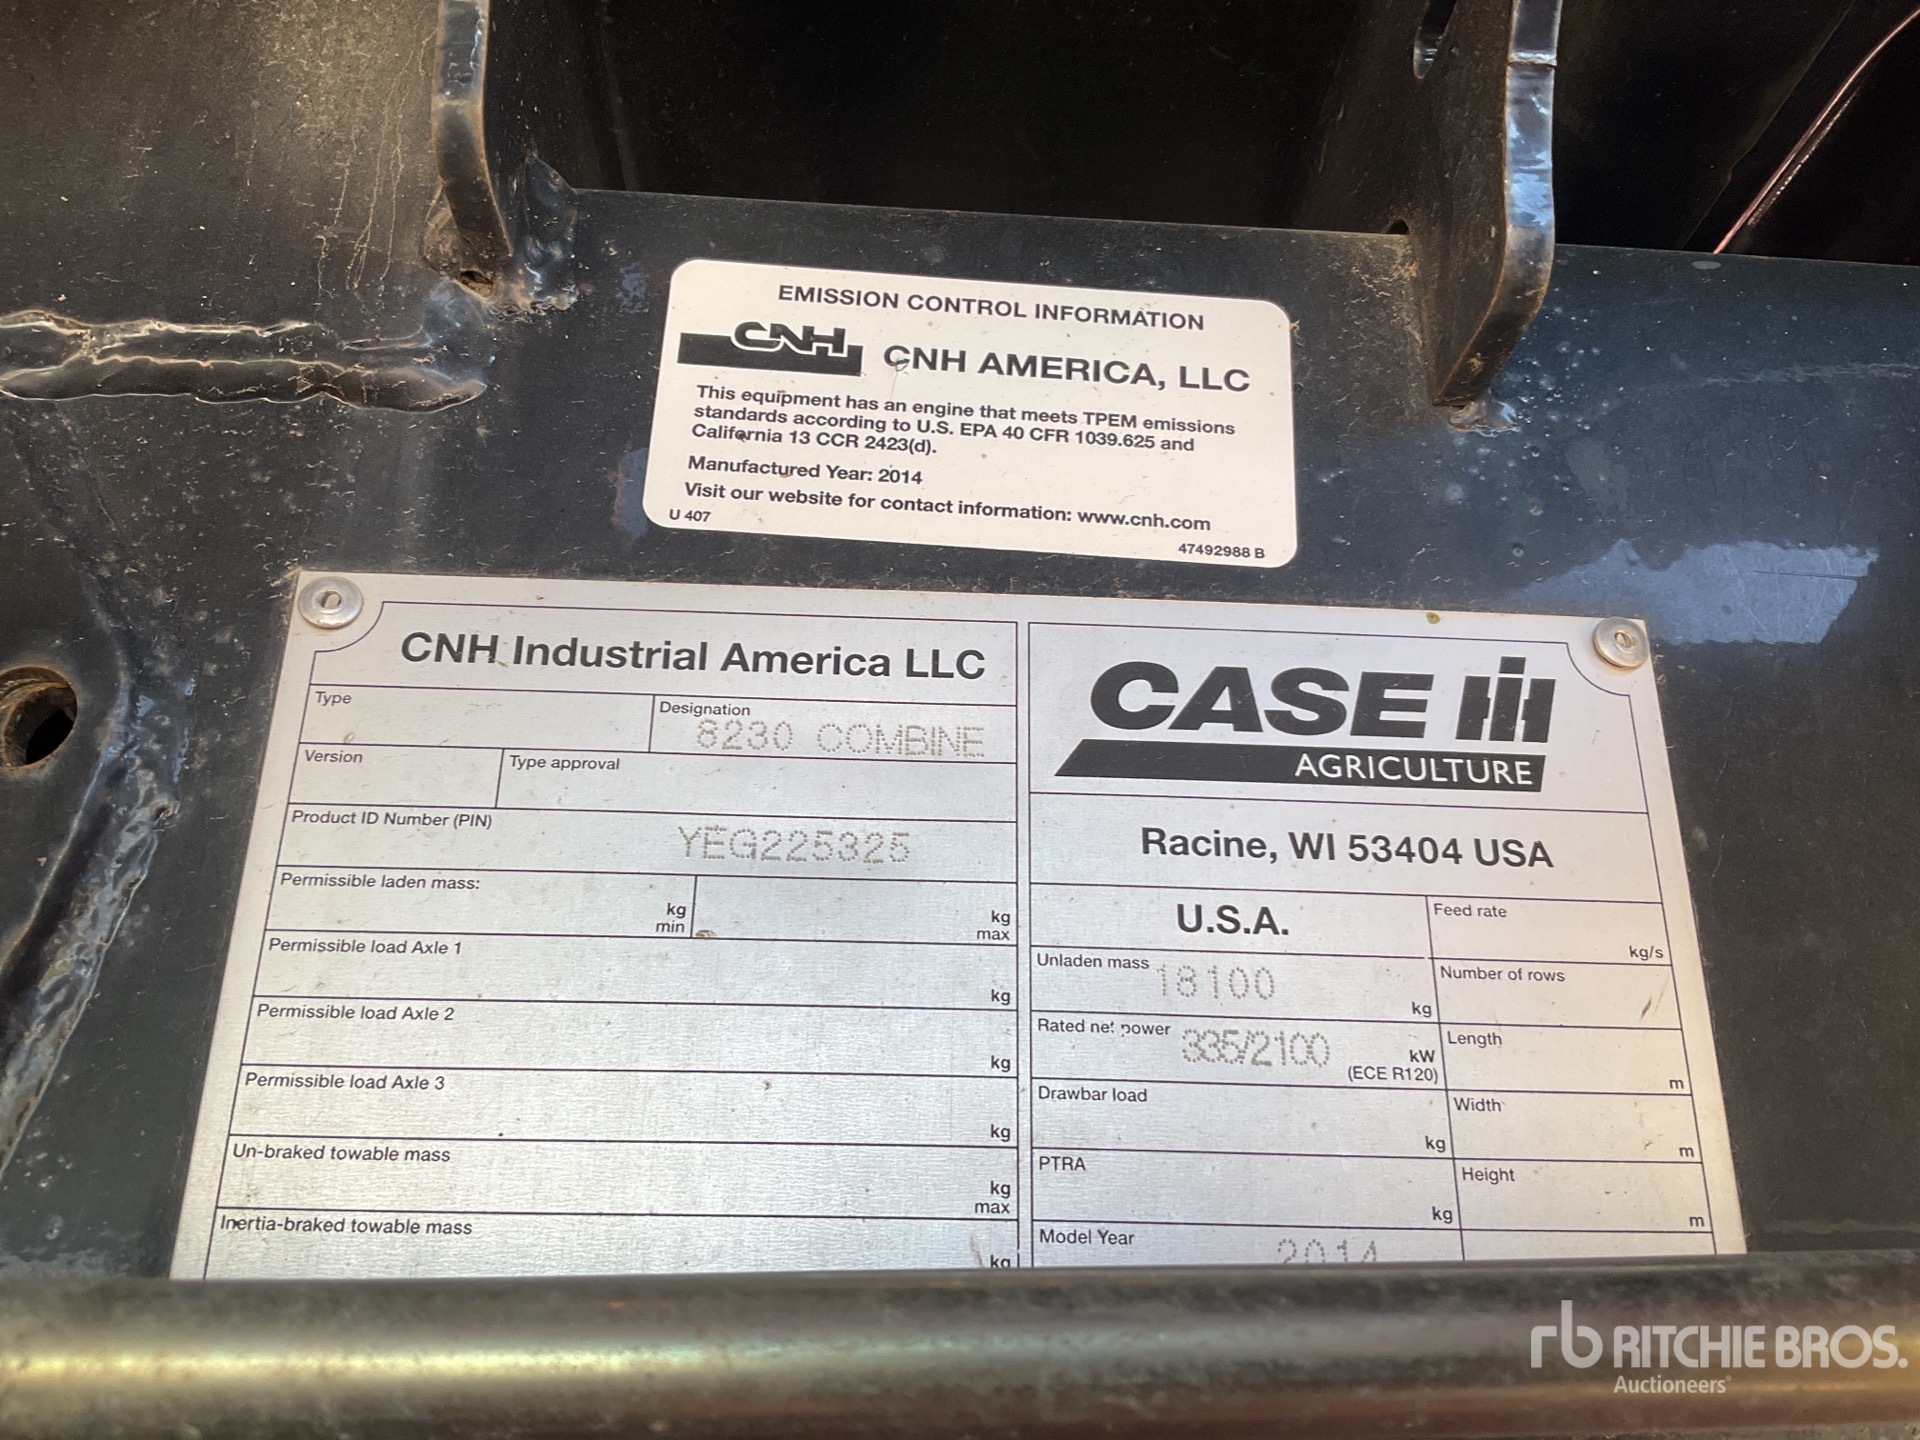 EMISSION CONTROL INFORMATION
CNH
CNH AMERICA, LLC
This equipment has an engine that meets TPEM emissions
standards according to U.S. EPA 40 CFR 1039.625 and
California 13 CCR 2423(d).
Manufactured Year: 2014
Visit our website for contact information: www.cnh.com
U 407
47492988 B
CNH Industrial America LLC
Type
Designation
8230 COMBINE
Version
Type approval
Product ID Number (PIN)
YEG225325
Permissible laden mass:
kg
min
kg
max
Permissible load Axle 1
kg
Permissible load Axle 2
kg
Permissible load Axle 3
kg
Un-braked towable mass
kg
max
Inertia-braked towable mass
kg
CASE IH
AGRICULTURE
Racine, WI 53404 USA
U.S.A.
Feed rate
kg/s
Unladen mass
18100
kg
Number of rows
Rated net power
335/2100
kW
(ECE R120)
Length
m
Drawbar load
kg
Width
m
PTRA
kg
Height
m
Model Year
2014
rb RITCHIE BROS.
Auctioneers